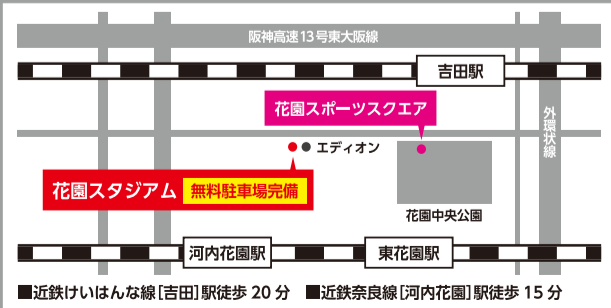 阪神高速13号東大阪線
吉田駅
花園スポーツスクエア
外環状線
エディオン
花園スタジアム 無料駐車場完備
花園中央公園
河内花園駅
東花園駅
■近鉄けいはんな線[吉田]駅徒歩 20 分 ■近鉄奈良線[河内花園]駅徒歩 15 分